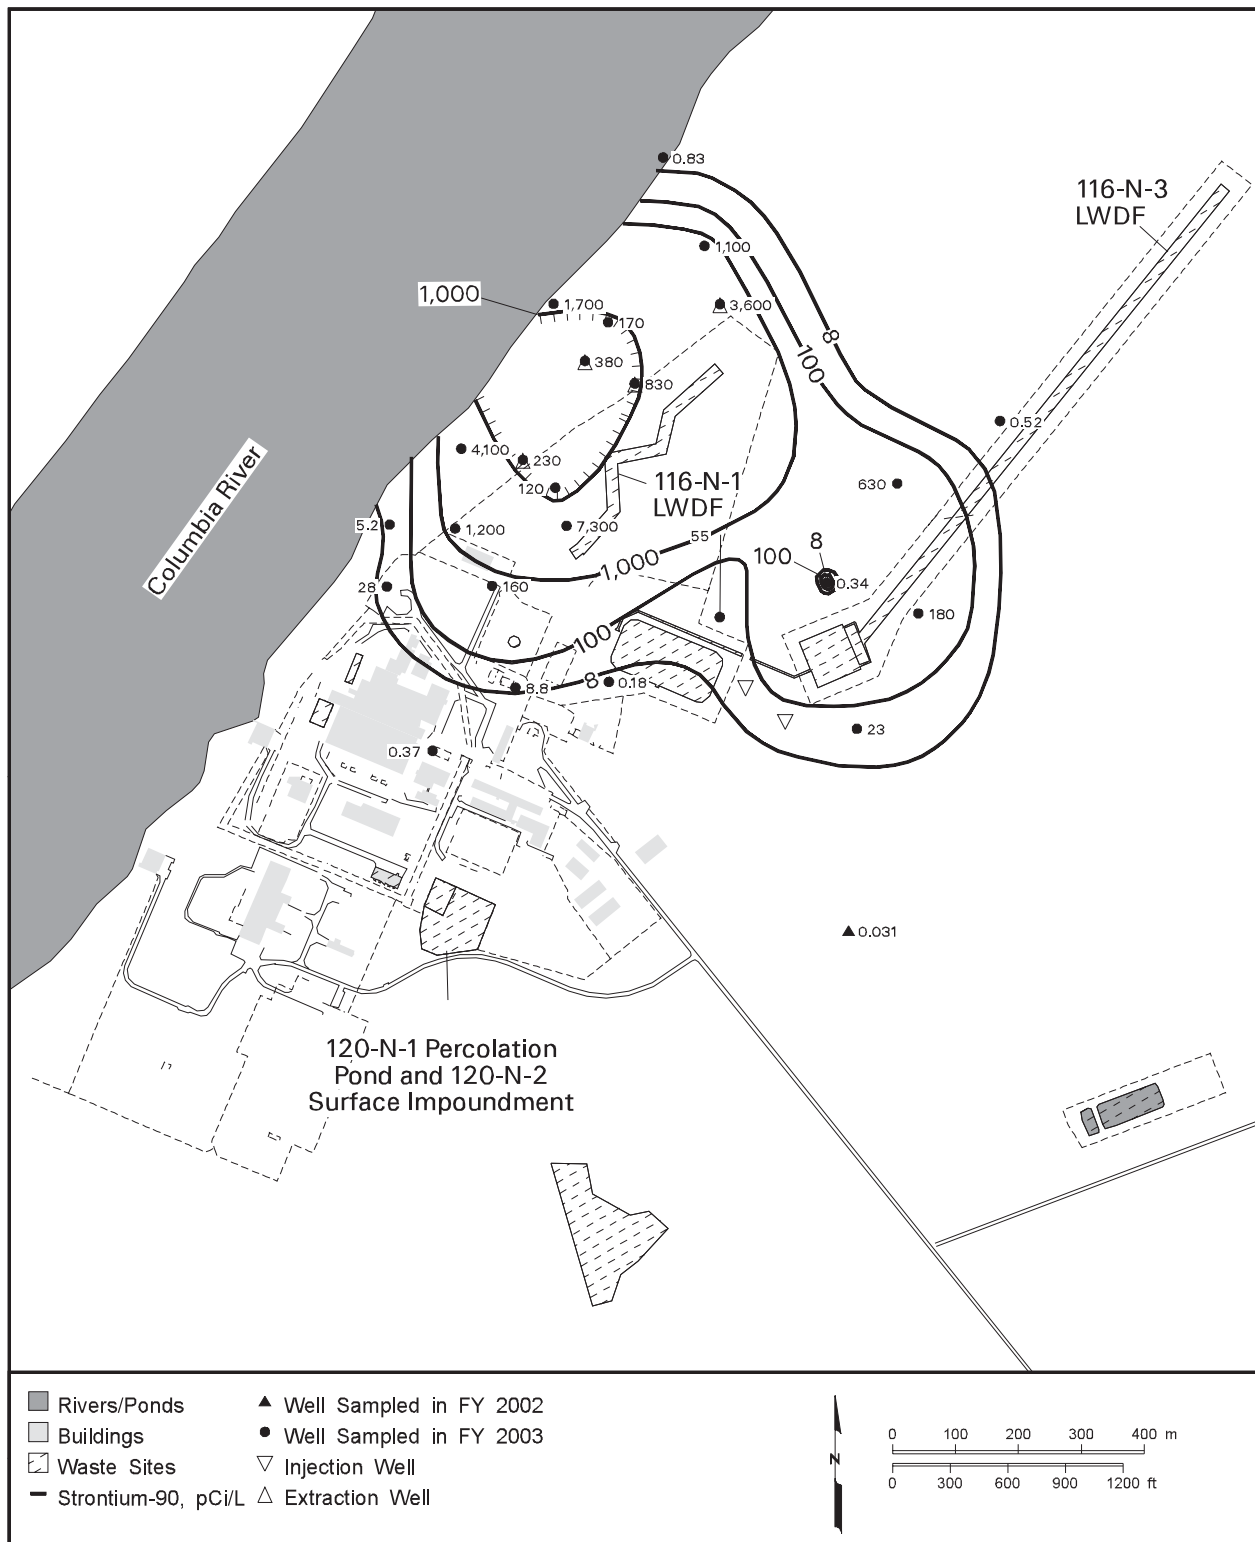 0.83
116-N-3
LWDF
1,100
1,000
1,700
3,600
170
8
100
380
830
0.52
4,100
230
630
120
116-N-1
LWDF
Columbia River
5.2
1,200
7,300
55
8
1,000
100
0.34
28
160
180
100
8
0.18
8.8
23
0.37
0.031
120-N-1 Percolation
Pond and 120-N-2
Surface Impoundment
Rivers/Ponds
Buildings
Waste Sites
Strontium-90, pCi/L
Well Sampled in FY 2002
Well Sampled in FY 2003
Injection Well
Extraction Well
N
0 100 200 300 400 m
0 300 600 900 1200 ft